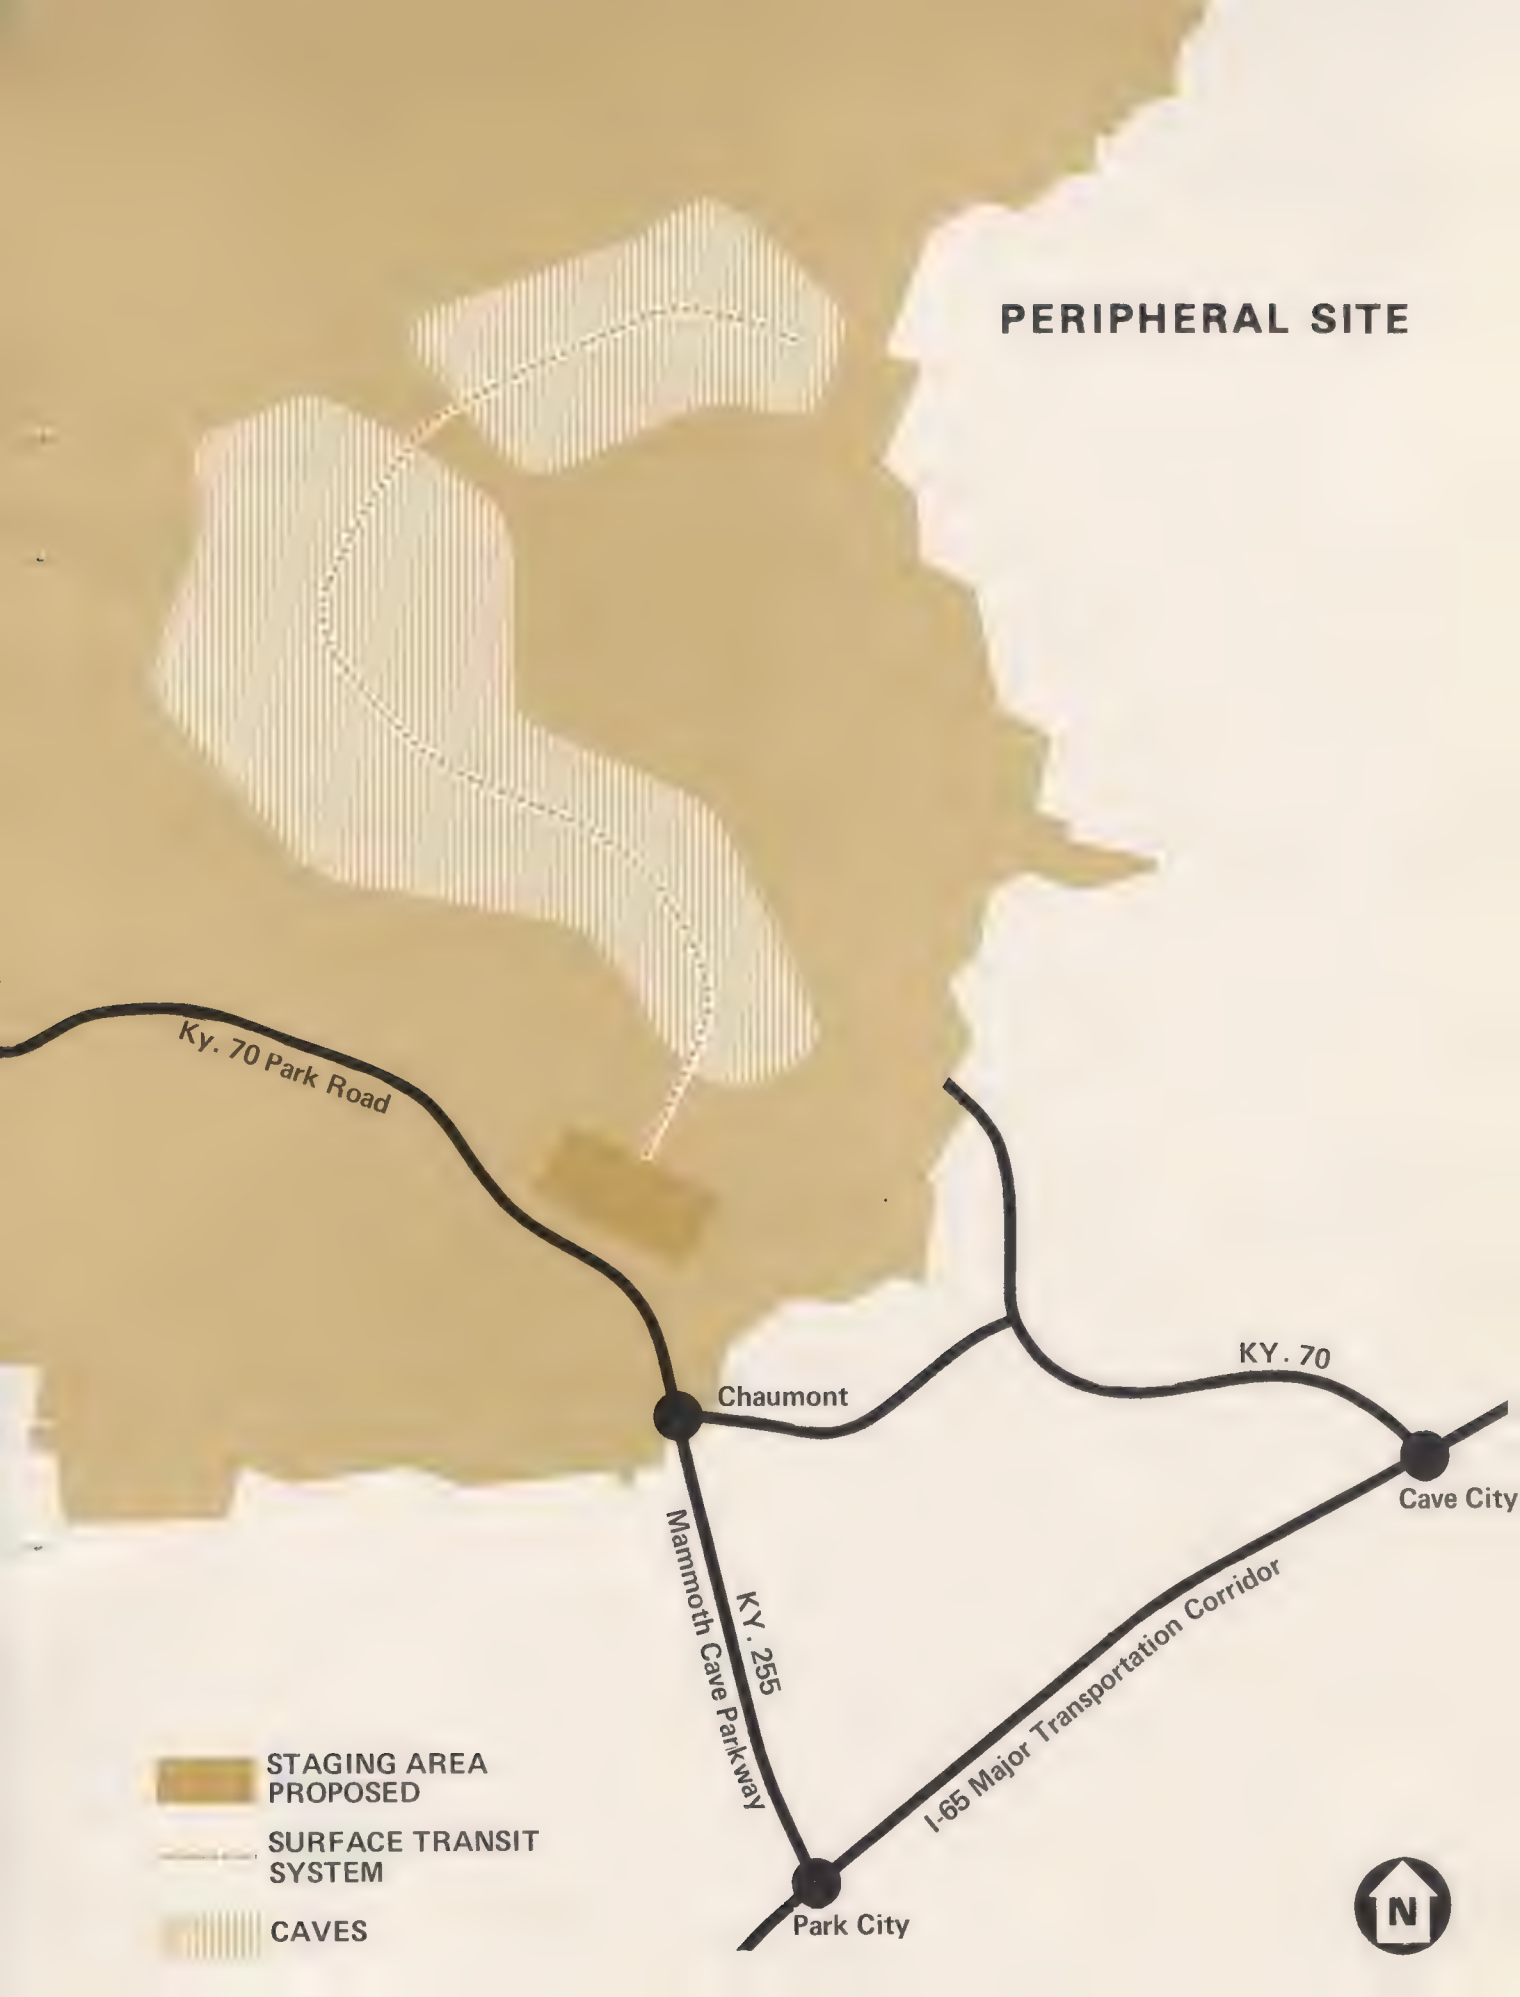 PERIPHERAL SITE
Ky. 70 Park Road
KY. 70
Chaumont
Cave City
Mammoth Cave Parkway
KY. 255
I-65 Major Transportation Corridor
STAGING AREA
PROPOSED
SURFACE TRANSIT
SYSTEM
CAVES
Park City
N